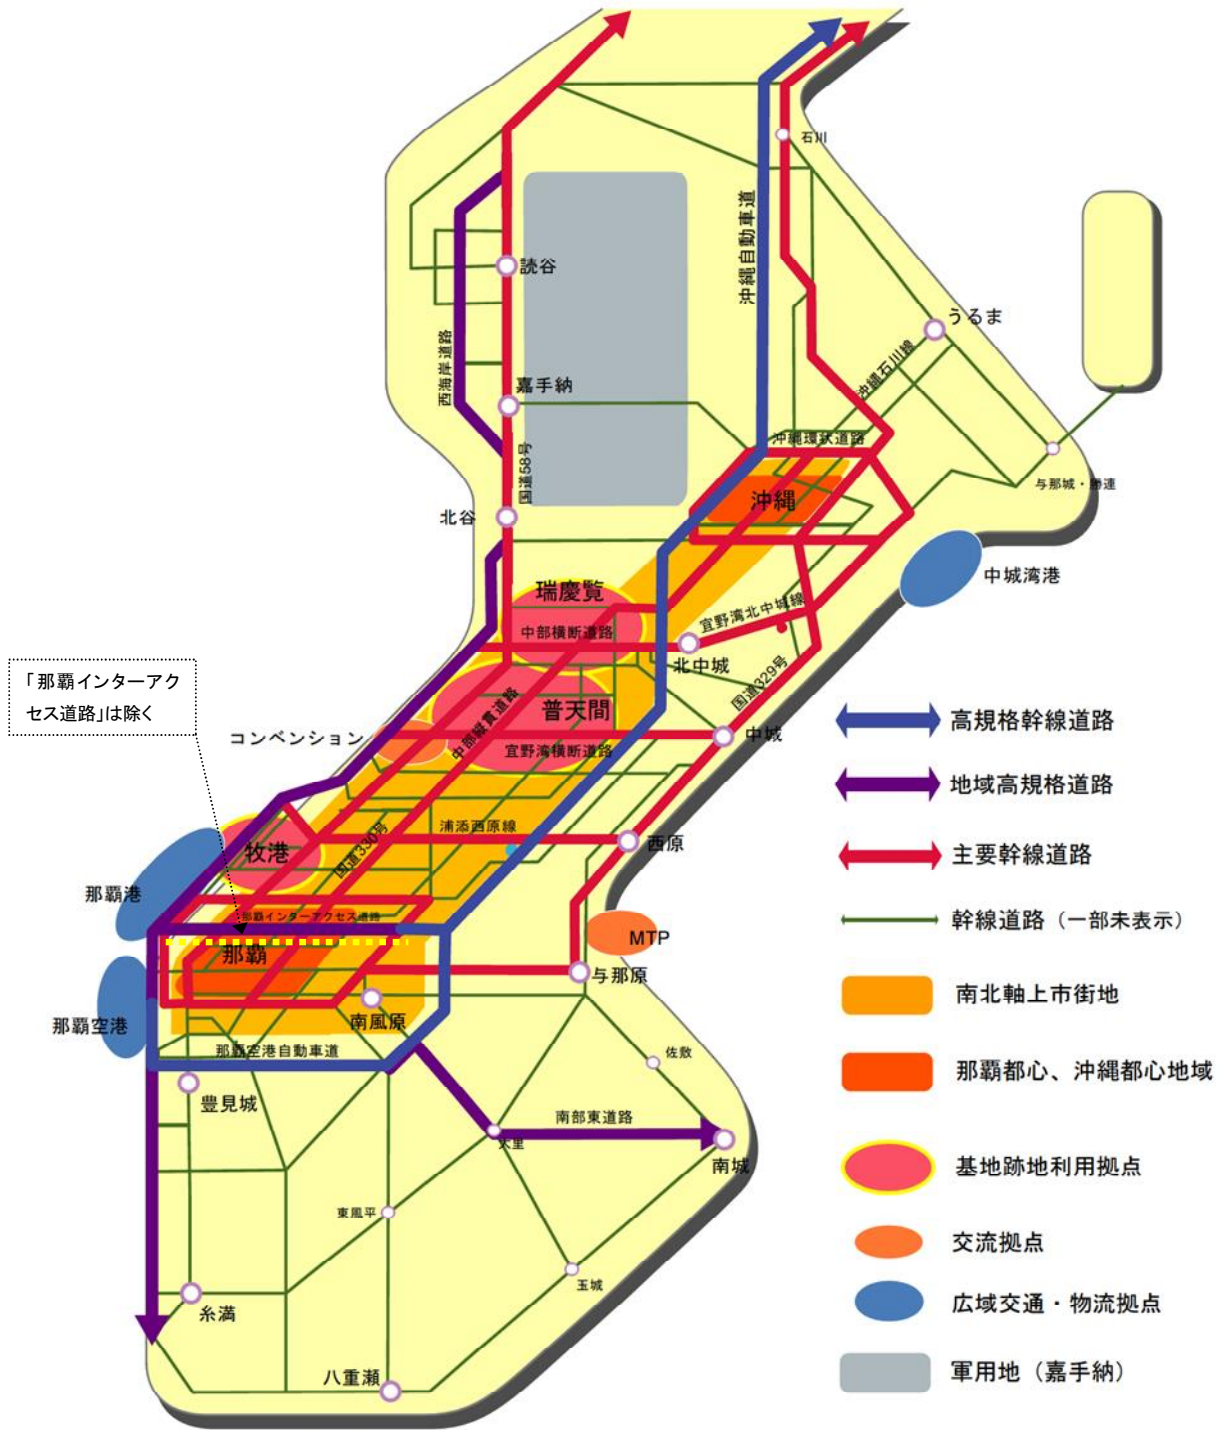 石川
沖縄自動車道
読谷
うるま
西海岸道路
嘉手納
沖縄石川線
沖縄環状道路
国道58号
与那城・勝連
沖縄
北谷
中城湾港
瑞慶覧
宜野湾北中城線
中部横断道路
北中城
「那覇インターアク
セス道路」は除く
国道329号
普天間
中部縦貫道路
コンベンション
中城
宜野湾横断道路
高規格幹線道路
地域高規格道路
浦添西原線
国道330号
西原
牧港
主要幹線道路
那覇港
那覇インターアクセス道路
幹線道路（一部未表示）
MTP
那覇
与那原
南北軸上市街地
南風原
那覇空港
那覇空港自動車道
佐敷
那覇都心、沖縄都心地域
豊見城
南部東道路
大里
南城
基地跡地利用拠点
東風平
交流拠点
玉城
広域交通・物流拠点
糸満
八重瀬
軍用地（嘉手納）